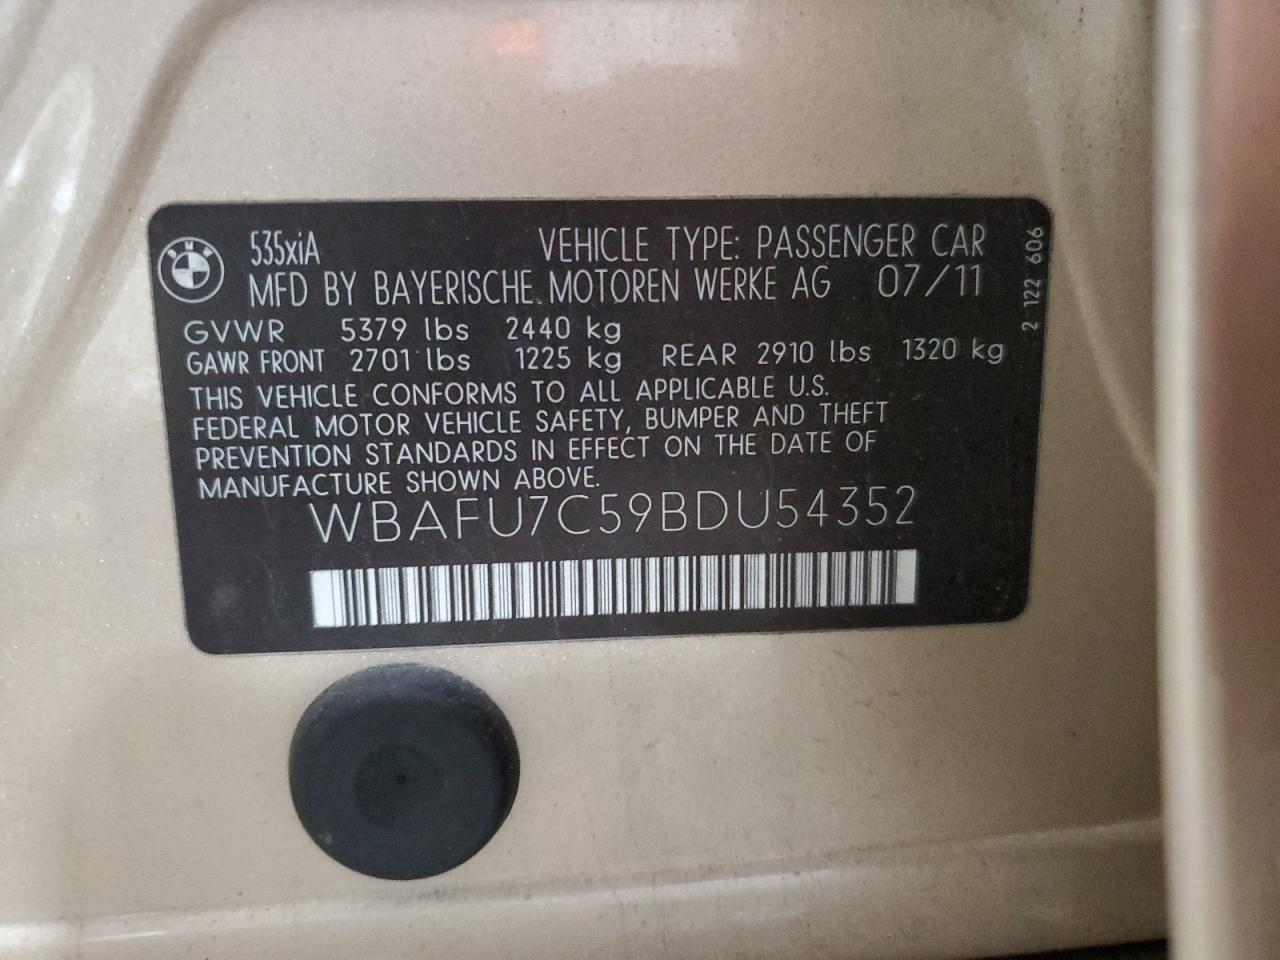 535xiA VEHICLE TYPE: PASSENGER CAR
MFD BY BAYERISCHE MOTOREN WERKE AG 07/11
GVWR 5379 lbs 2440 kg
GAWR FRONT 2701 lbs 1225 kg REAR 2910 lbs 1320 kg
THIS VEHICLE CONFORMS TO ALL APPLICABLE U.S.
FEDERAL MOTOR VEHICLE SAFETY, BUMPER AND THEFT
PREVENTION STANDARDS IN EFFECT ON THE DATE OF
MANUFACTURE SHOWN ABOVE.
WBAFU7C59BDU54352
2 122 606
BMW